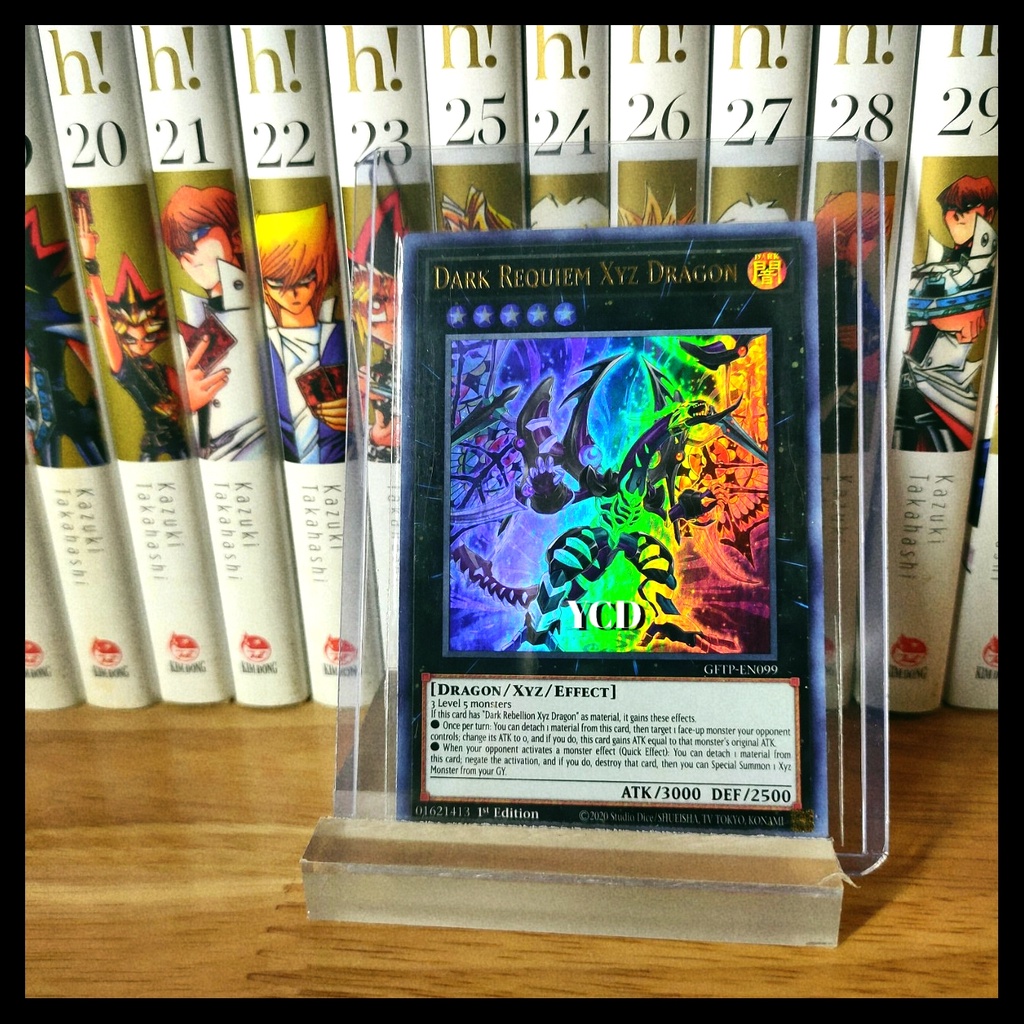 h! h! h! h! h! h! h! h! h!
20 21 22 23 25 24 26 27 28 29
DARK REQUIEM XYZ DRAGON
DARK
闇
YCD
GFTP-EN099
[DRAGON/XYZ/EFFECT]
3 Level 5 monsters
If this card has "Dark Rebellion Xyz Dragon" as material, it gains these effects.
● Once per turn: You can detach 1 material from this card, then target 1 face-up monster your opponent
controls; change its ATK to 0, and if you do, this card gains ATK equal to that monster's original ATK.
● When your opponent activates a monster effect (Quick Effect): You can detach 1 material from
this card; negate the activation, and if you do, destroy that card, then you can Special Summon 1 Xyz
Monster from your GY.
ATK/3000 DEF/2500
01621413 1st Edition ©2020 Studio Dice/SHUEISHA, TV TOKYO, KONAMI
Kazuki
Takahashi
Kazuki
Takahashi
Kazuki
Takahashi
Kazuki
Takahashi
Kazuki
Takahashi
KIM ĐỒNG
KIM ĐỒNG
KIM ĐỒNG
KIM ĐỒNG